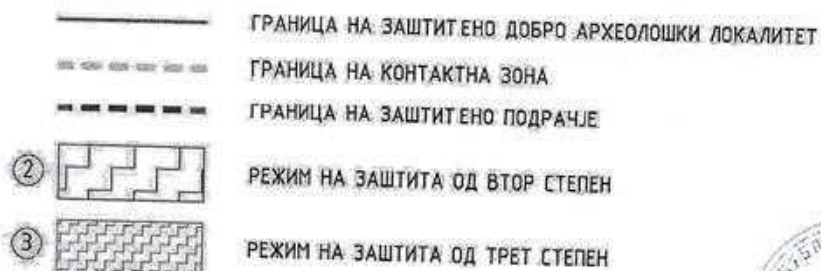 ГРАНИЦА НА ЗАШТИТЕНО ДОБРО АРХЕОЛОШКИ ЛОКАЛИТЕТ
ГРАНИЦА НА КОНТАКТНА ЗОНА
ГРАНИЦА НА ЗАШТИТЕНО ПОДРАЧЈЕ
2 РЕЖИМ НА ЗАШТИТА ОД ВТОР СТЕПЕН
3 РЕЖИМ НА ЗАШТИТА ОД ТРЕТ СТЕПЕН